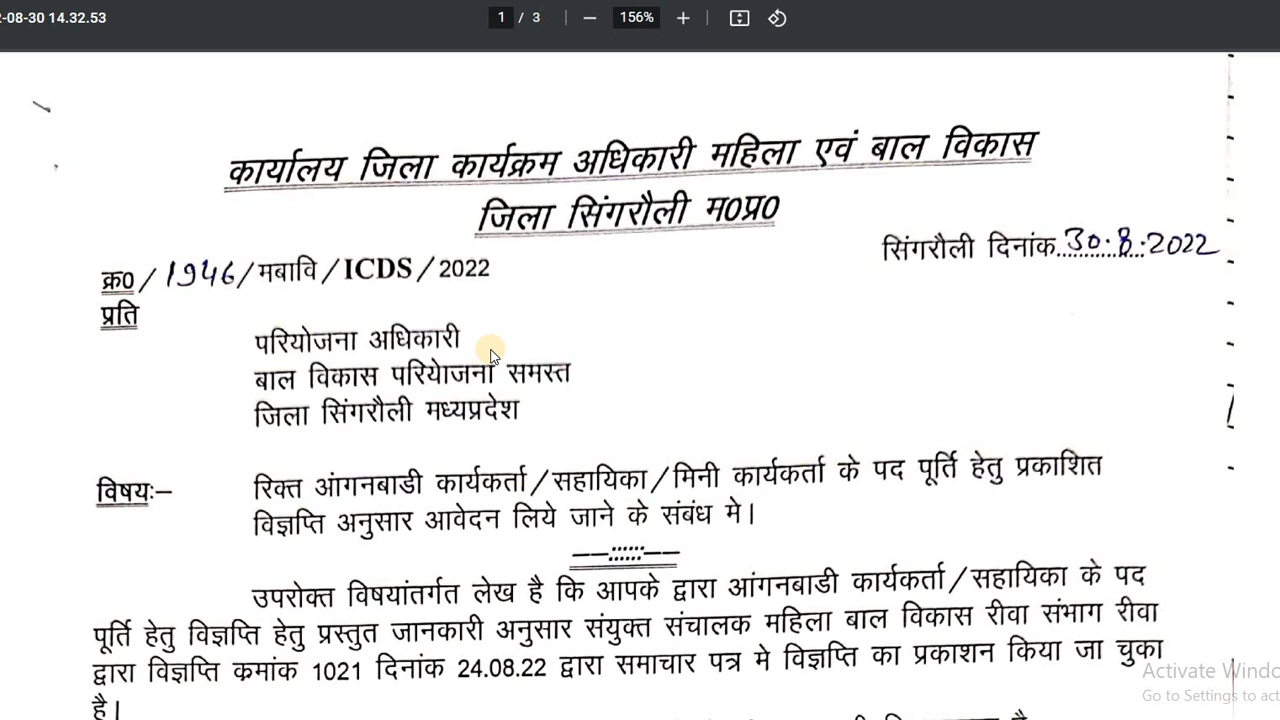 2-08-30 14.32.53
1 / 3
156%
कार्यालय जिला कार्यक्रम अधिकारी महिला एवं बाल विकास
जिला सिंगरौली म0प्र0
सिंगरौली दिनांक..30.8.2022
क्र0/1946/मबावि/ICDS/2022
प्रति
परियोजना अधिकारी
बाल विकास परियेाजना समस्त
जिला सिंगरौली मध्यप्रदेश
विषयः– रिक्त आंगनबाडी कार्यकर्ता/सहायिका/मिनी कार्यकर्ता के पद पूर्ति हेतु प्रकाशित
विज्ञप्ति अनुसार आवेदन लिये जाने के संबंध मे।
——::::::——
उपरोक्त विषयांतर्गत लेख है कि आपके द्वारा आंगनबाडी कार्यकर्ता/सहायिका के पद
पूर्ति हेतु विज्ञप्ति हेतु प्रस्तुत जानकारी अनुसार संयुक्त संचालक महिला बाल विकास रीवा संभाग रीवा
द्वारा विज्ञप्ति कमांक 1021 दिनांक 24.08.22 द्वारा समाचार पत्र मे विज्ञप्ति का प्रकाशन किया जा चुका
है।
Activate Windo
Go to Settings to act